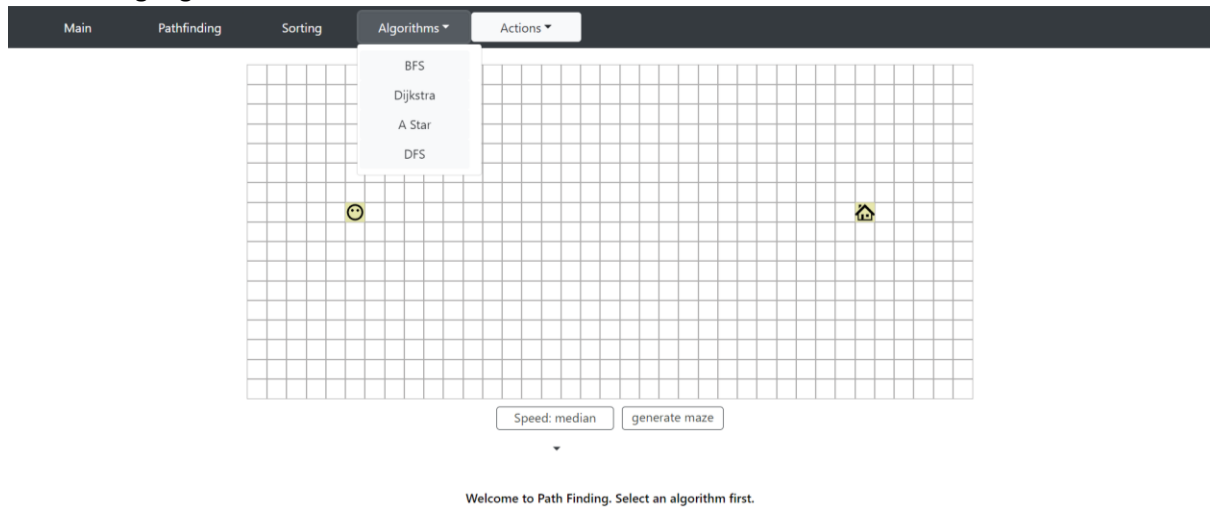 Main Pathfinding Sorting Algorithms Actions
BFS
Dijkstra
A Star
DFS
Speed: median generate maze
Welcome to Path Finding. Select an algorithm first.